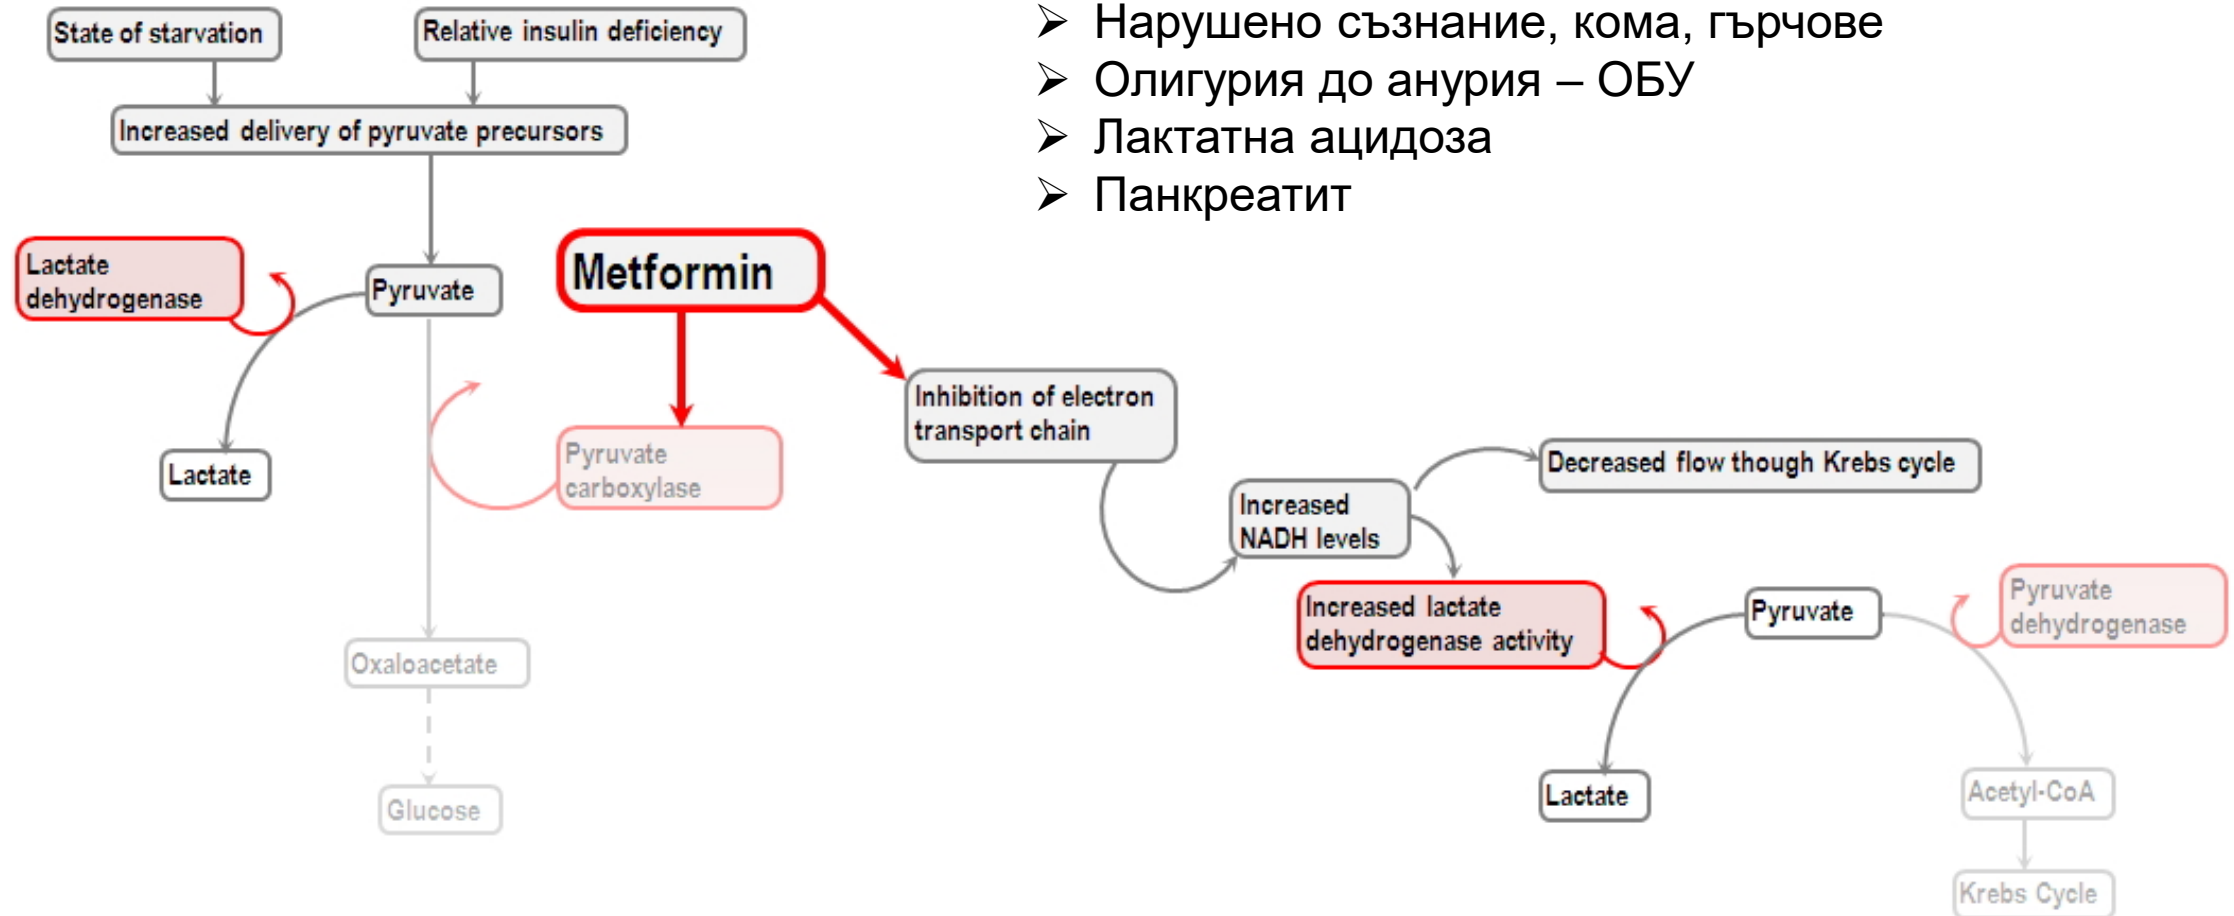 State of starvation
Relative insulin deficiency
Increased delivery of pyruvate precursors
➢ Нарушено съзнание, кома, гърчове
➢ Олигурия до анурия – ОБУ
➢ Лактатна ацидоза
➢ Панкреатит
Lactate
dehydrogenase
Pyruvate
Metformin
Lactate
Pyruvate
carboxylase
Oxaloacetate
Glucose
Inhibition of electron
transport chain
Increased
NADH levels
Decreased flow though Krebs cycle
Increased lactate
dehydrogenase activity
Pyruvate
Pyruvate
dehydrogenase
Lactate
Acetyl-CoA
Krebs Cycle